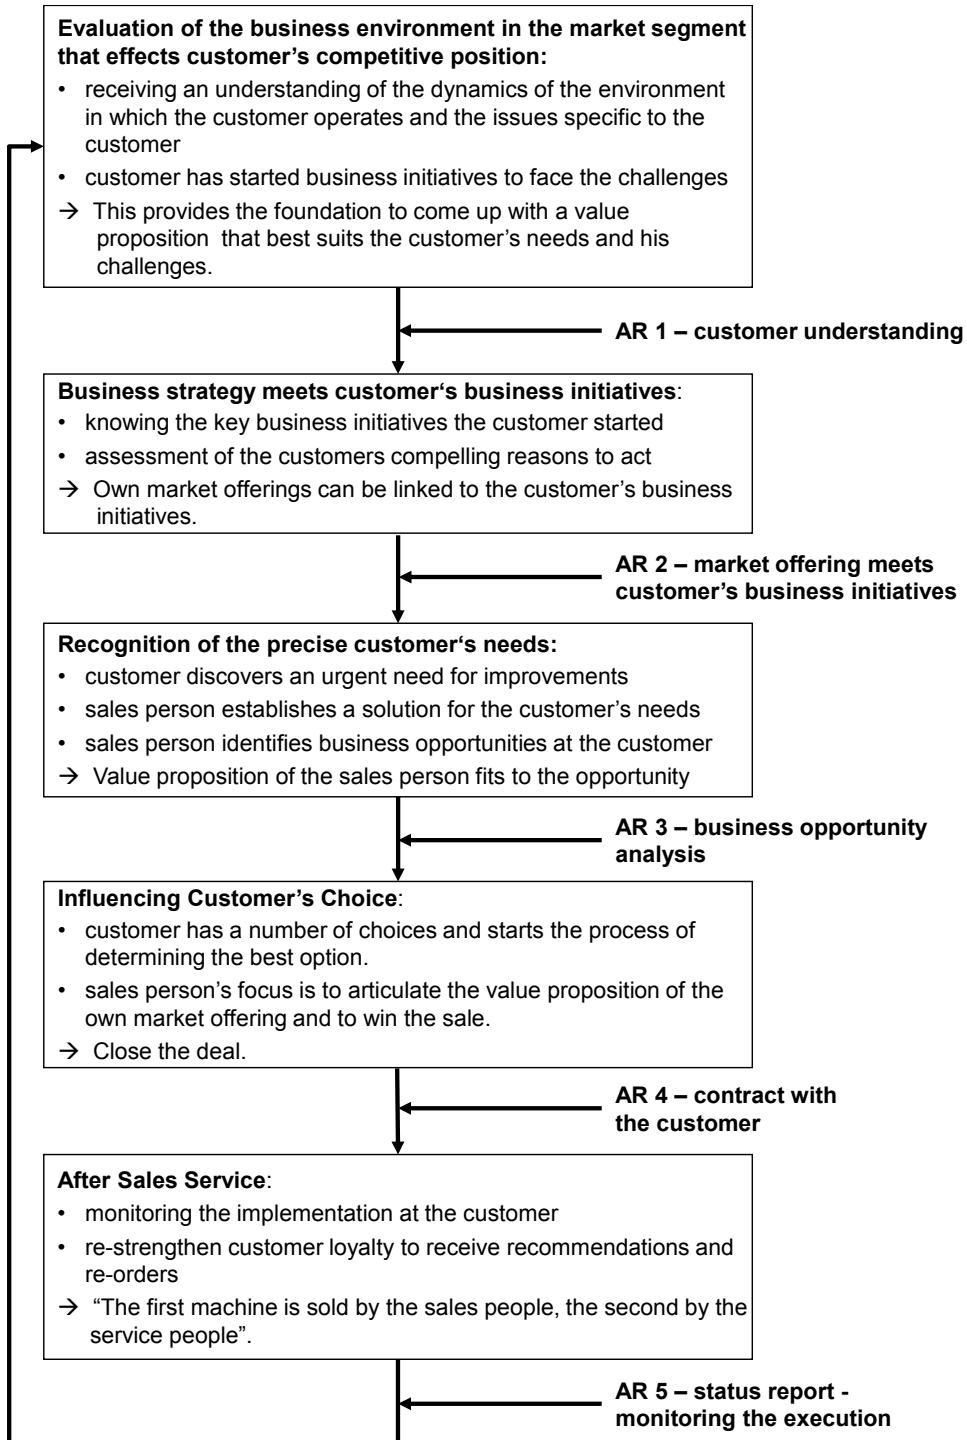 Evaluation of the business environment in the market segment
that effects customer’s competitive position:
• receiving an understanding of the dynamics of the environment
in which the customer operates and the issues specific to the
customer
• customer has started business initiatives to face the challenges
→ This provides the foundation to come up with a value
proposition that best suits the customer’s needs and his
challenges.
AR 1 – customer understanding
Business strategy meets customer‘s business initiatives:
• knowing the key business initiatives the customer started
• assessment of the customers compelling reasons to act
→ Own market offerings can be linked to the customer’s business
initiatives.
AR 2 – market offering meets
customer’s business initiatives
Recognition of the precise customer‘s needs:
• customer discovers an urgent need for improvements
• sales person establishes a solution for the customer’s needs
• sales person identifies business opportunities at the customer
→ Value proposition of the sales person fits to the opportunity
AR 3 – business opportunity
analysis
Influencing Customer’s Choice:
• customer has a number of choices and starts the process of
determining the best option.
• sales person’s focus is to articulate the value proposition of the
own market offering and to win the sale.
→ Close the deal.
AR 4 – contract with
the customer
After Sales Service:
• monitoring the implementation at the customer
• re-strengthen customer loyalty to receive recommendations and
re-orders
→ “The first machine is sold by the sales people, the second by the
service people”.
AR 5 – status report -
monitoring the execution